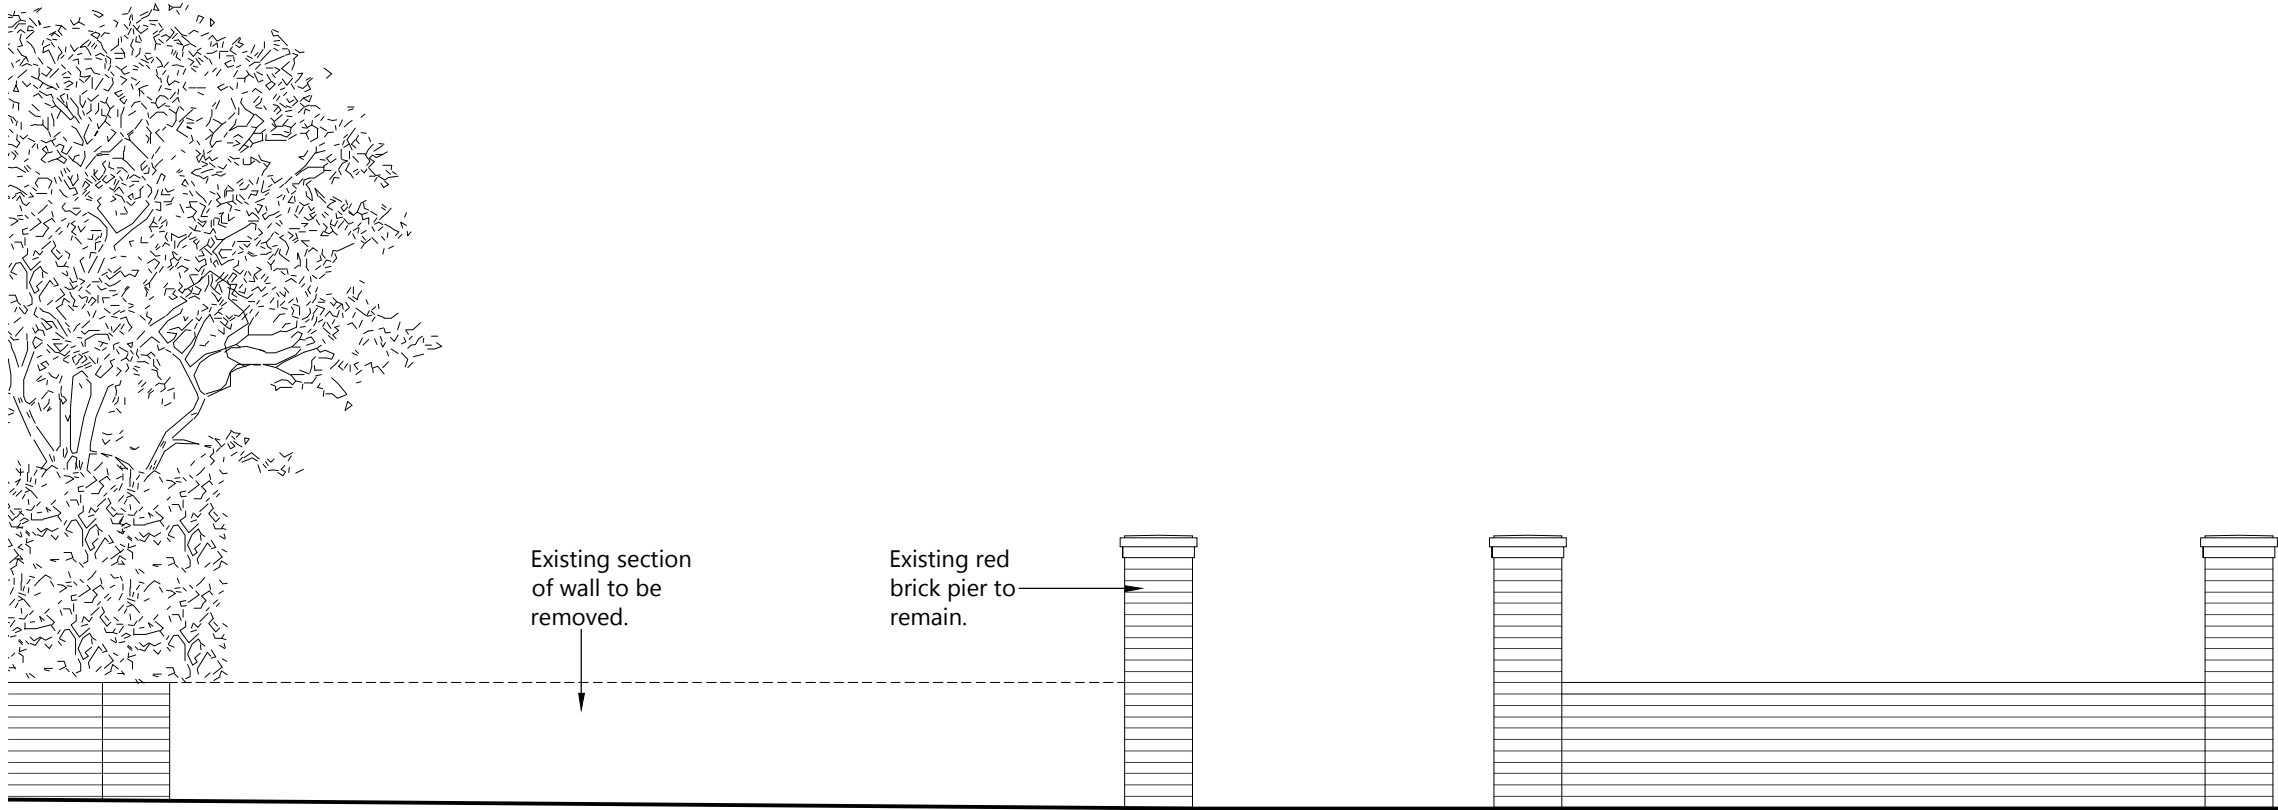 Existing section
of wall to be
removed.
Existing red
brick pier to
remain.